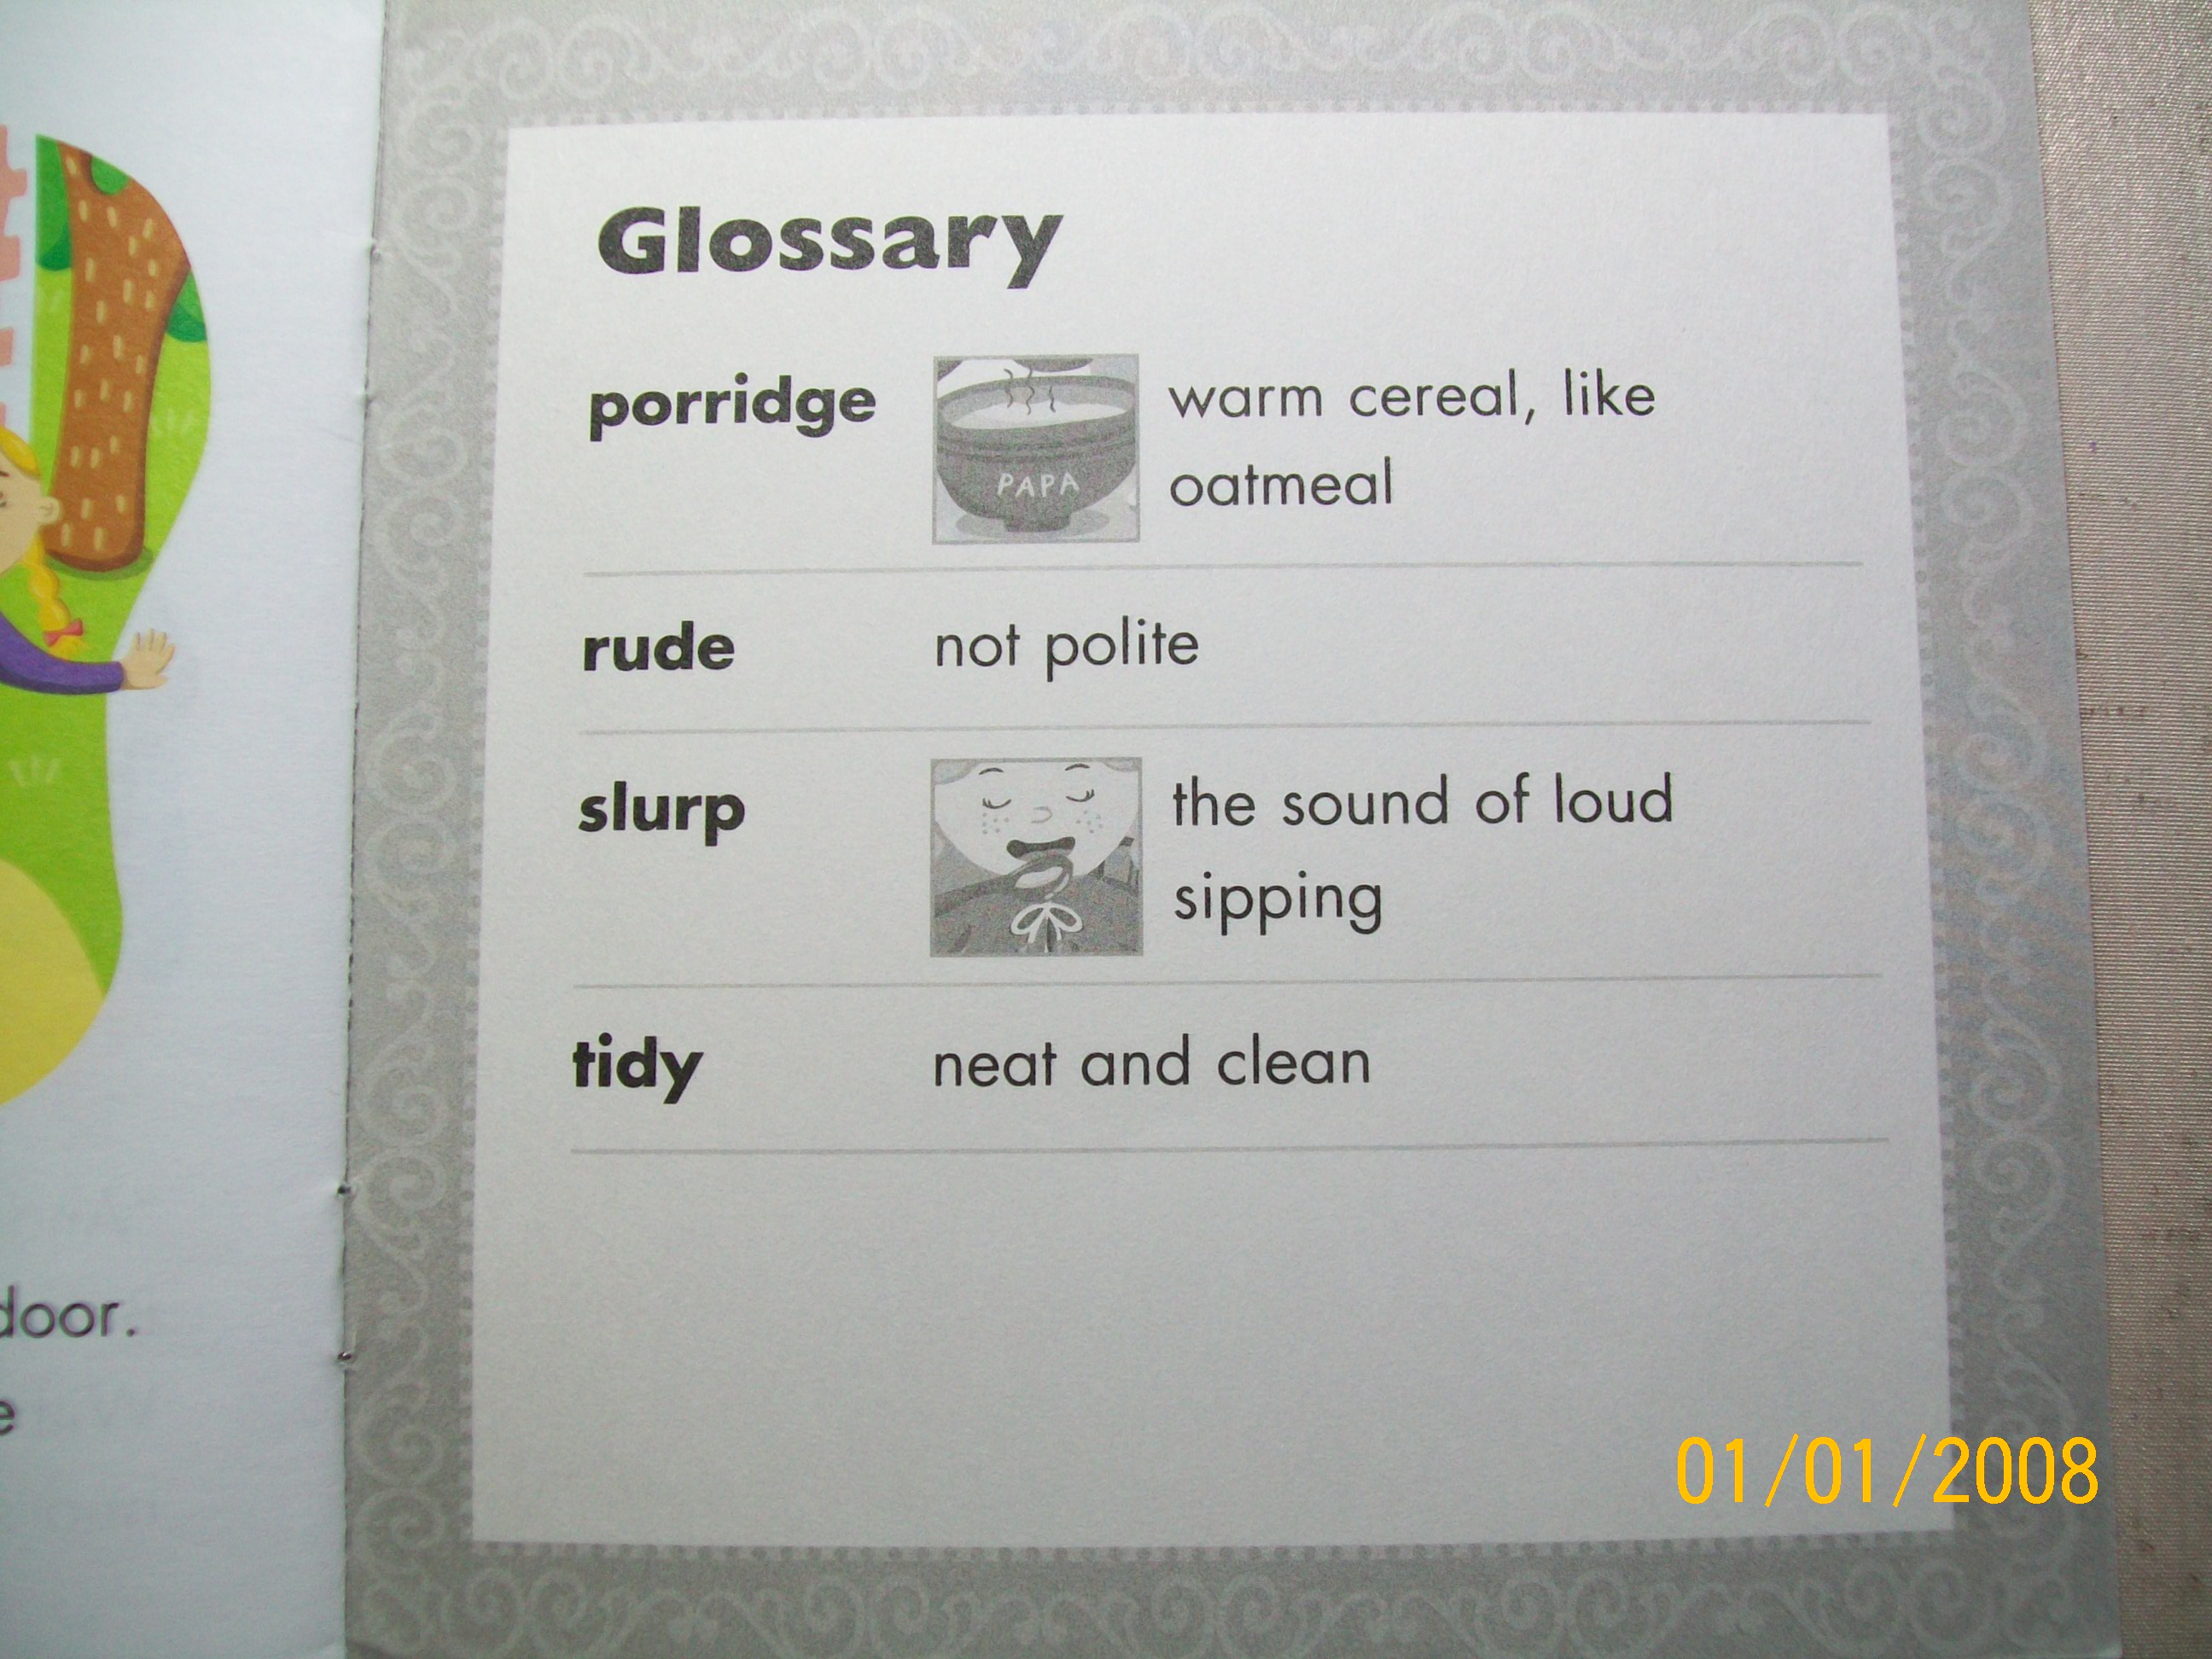 door.
e
Glossary
porridge
PAPA
warm cereal, like
oatmeal
rude
not polite
slurp
the sound of loud
sipping
tidy
neat and clean
01/01/2008